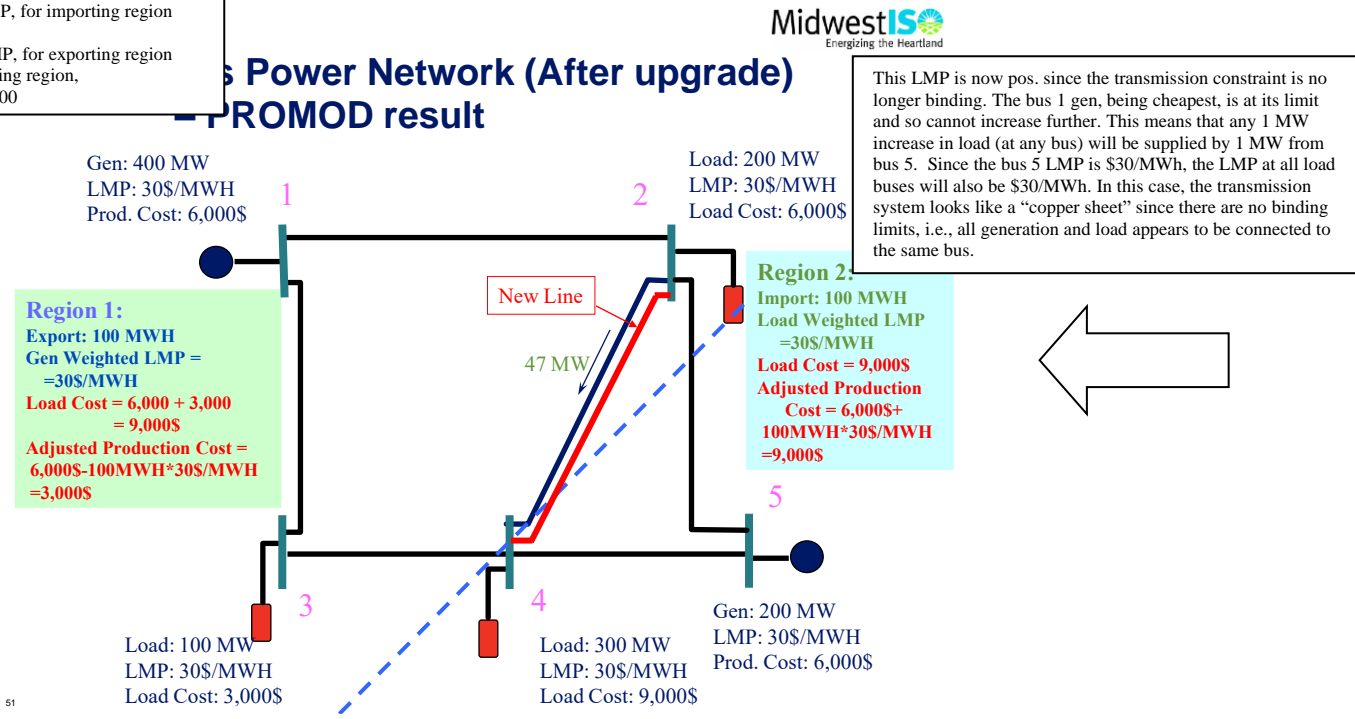 P, for importing region
IP, for exporting region
ing region,
00
MidwestISO
Energizing the Heartland
s Power Network (After upgrade)
– PROMOD result
This LMP is now pos. since the transmission constraint is no
longer binding. The bus 1 gen, being cheapest, is at its limit
and so cannot increase further. This means that any 1 MW
increase in load (at any bus) will be supplied by 1 MW from
bus 5.  Since the bus 5 LMP is $30/MWh, the LMP at all load
buses will also be $30/MWh. In this case, the transmission
system looks like a “copper sheet” since there are no binding
limits, i.e., all generation and load appears to be connected to
the same bus.
Gen: 400 MW
LMP: 30$/MWH
Prod. Cost: 6,000$
1
2
Load: 200 MW
LMP: 30$/MWH
Load Cost: 6,000$
New Line
47 MW
Region 1:
Export: 100 MWH
Gen Weighted LMP =
=30$/MWH
Load Cost = 6,000 + 3,000
= 9,000$
Adjusted Production Cost =
6,000$-100MWH*30$/MWH
=3,000$
Region 2:
Import: 100 MWH
Load Weighted LMP
=30$/MWH
Load Cost = 9,000$
Adjusted Production
Cost = 6,000$+
100MWH*30$/MWH
=9,000$
3
4
5
Load: 100 MW
LMP: 30$/MWH
Load Cost: 3,000$
Load: 300 MW
LMP: 30$/MWH
Load Cost: 9,000$
Gen: 200 MW
LMP: 30$/MWH
Prod. Cost: 6,000$
51